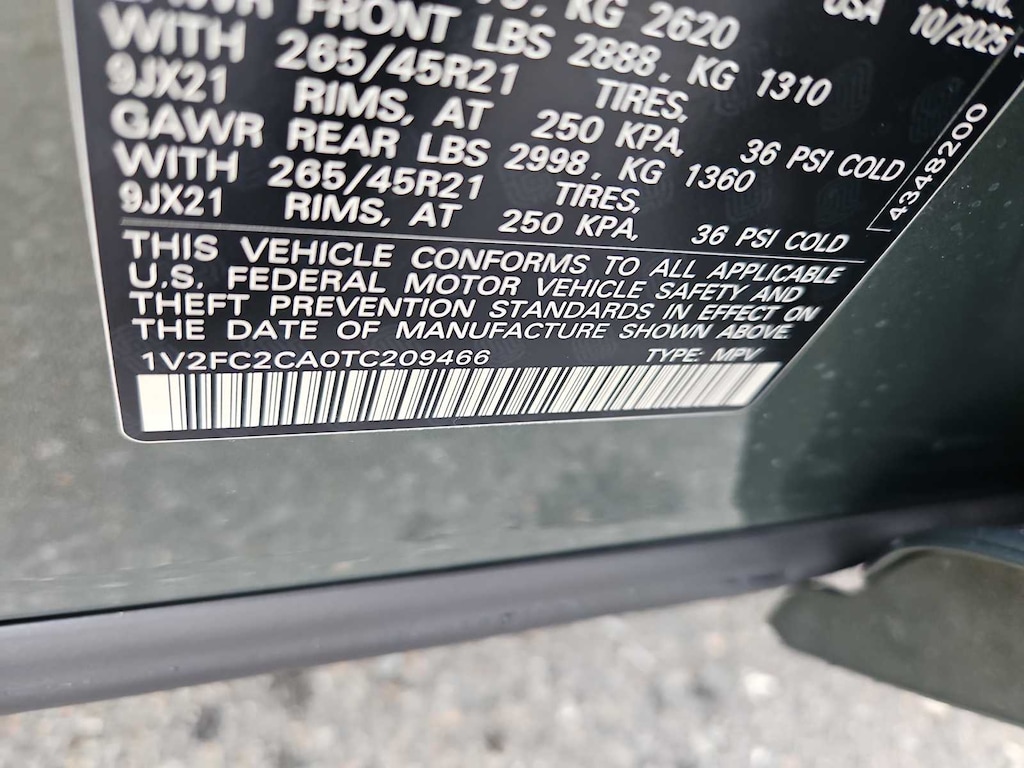 KG 2620
USA 10/2025
FRONT LBS 2888, KG 1310
WITH 265/45R21 TIRES,
9JX21 RIMS, AT 250 KPA, 36 PSI COLD
GAWR REAR LBS 2998, KG 1360
WITH 265/45R21 TIRES,
9JX21 RIMS, AT 250 KPA, 36 PSI COLD
4348200
THIS VEHICLE CONFORMS TO ALL APPLICABLE
U.S. FEDERAL MOTOR VEHICLE SAFETY AND
THEFT PREVENTION STANDARDS IN EFFECT ON
THE DATE OF MANUFACTURE SHOWN ABOVE.
1V2FC2CA0TC209466 TYPE: MPV